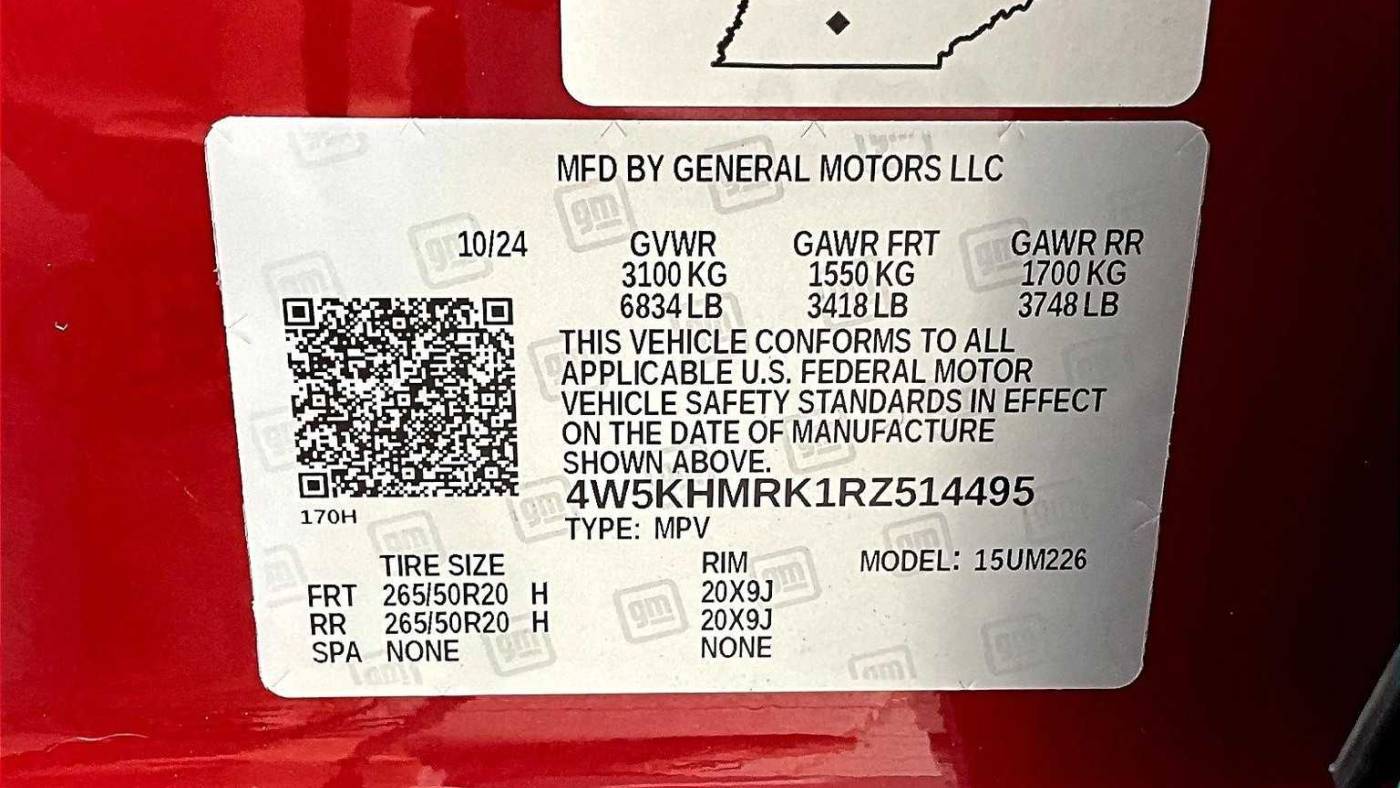 MFD BY GENERAL MOTORS LLC
10/24 GVWR GAWR FRT GAWR RR
3100 KG 1550 KG 1700 KG
6834 LB 3418 LB 3748 LB
THIS VEHICLE CONFORMS TO ALL
APPLICABLE U.S. FEDERAL MOTOR
VEHICLE SAFETY STANDARDS IN EFFECT
ON THE DATE OF MANUFACTURE
SHOWN ABOVE.
4W5KHMRK1RZ514495
170H
TYPE: MPV
TIRE SIZE RIM MODEL: 15UM226
FRT 265/50R20 H 20X9J
RR 265/50R20 H 20X9J
SPA NONE NONE
gm